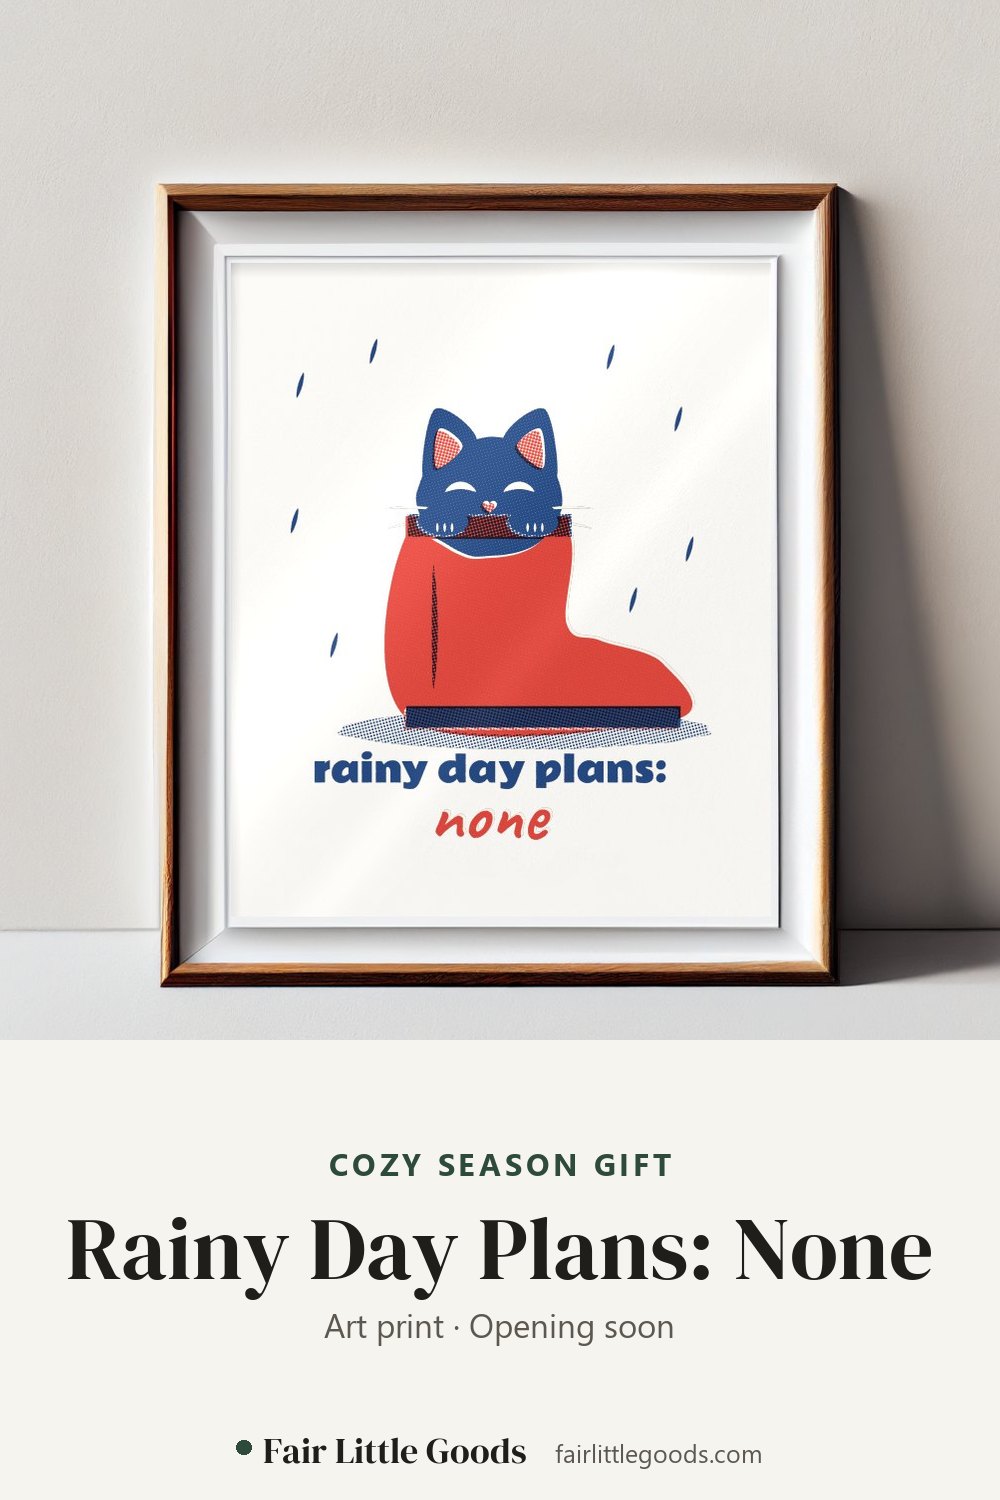 rainy day plans:
none
COZY SEASON GIFT
Rainy Day Plans: None
Art print · Opening soon
Fair Little Goods fairlittlegoods.com